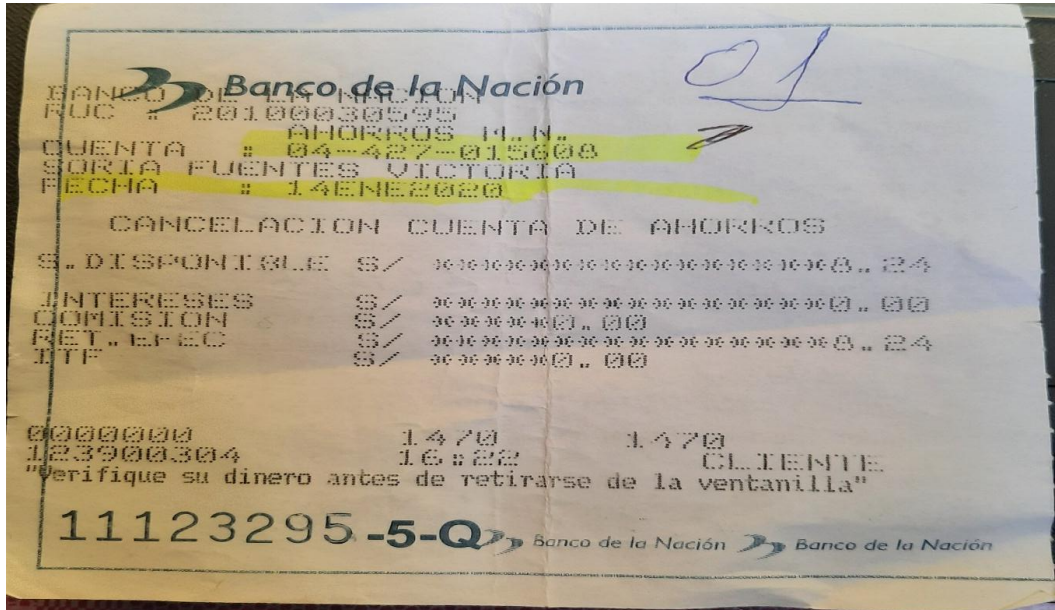 01
Banco de la Nación
BANCO DE LA NACION
RUC : 20100030595
AHORROS M.N.
CUENTA : 04-427-015608
SORIA FUENTES VICTORIA
FECHA : 14ENE2020
CANCELACION CUENTA DE AHORROS
S.DISPONIBLE S/ ****************8.24
INTERESES S/ ****************0.00
COMISION S/ *****0.00
RET.EFEC S/ ****************8.24
ITF S/ *****0.00
0000000 1470 1470
123900304 16:22 CLIENTE
"Verifique su dinero antes de retirarse de la ventanilla"
11123295-5-Q Banco de la Nación Banco de la Nación